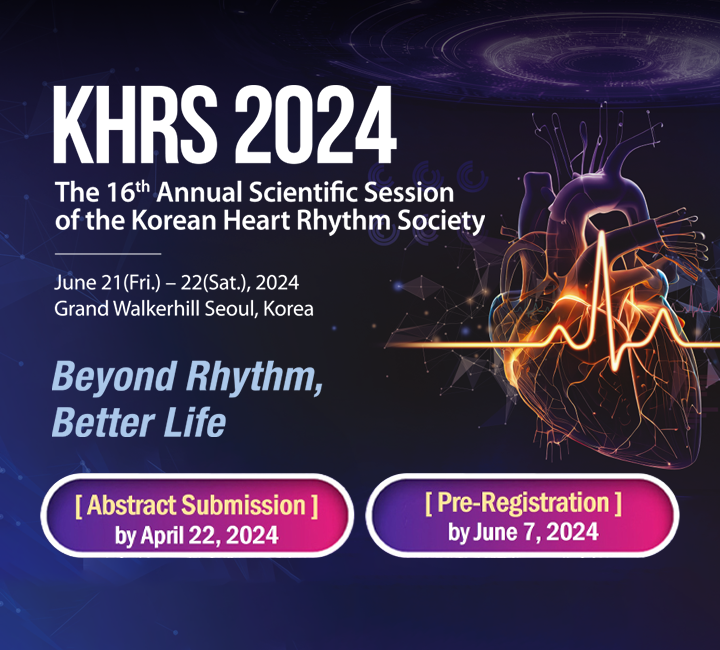 KHRS 2024
The 16th Annual Scientific Session
of the Korean Heart Rhythm Society
June 21(Fri.) – 22(Sat.), 2024
Grand Walkerhill Seoul, Korea
Beyond Rhythm,
Better Life
[ Abstract Submission ]
by April 22, 2024
[ Pre-Registration ]
by June 7, 2024